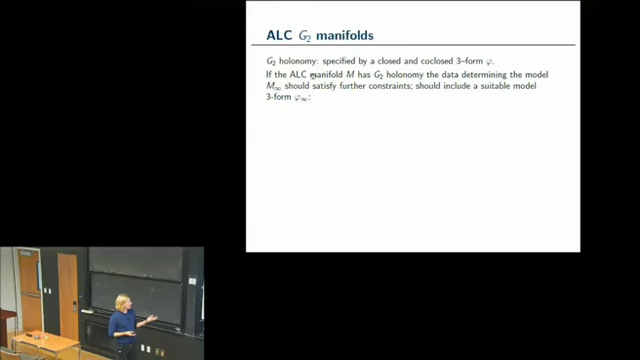 ALC G₂ manifolds
G₂ holonomy: specified by a closed and coclosed 3–form φ.
If the ALC manifold M has G₂ holonomy the data determining the model
M∞ should satisfy further constraints; should include a suitable model
3-form φ∞: